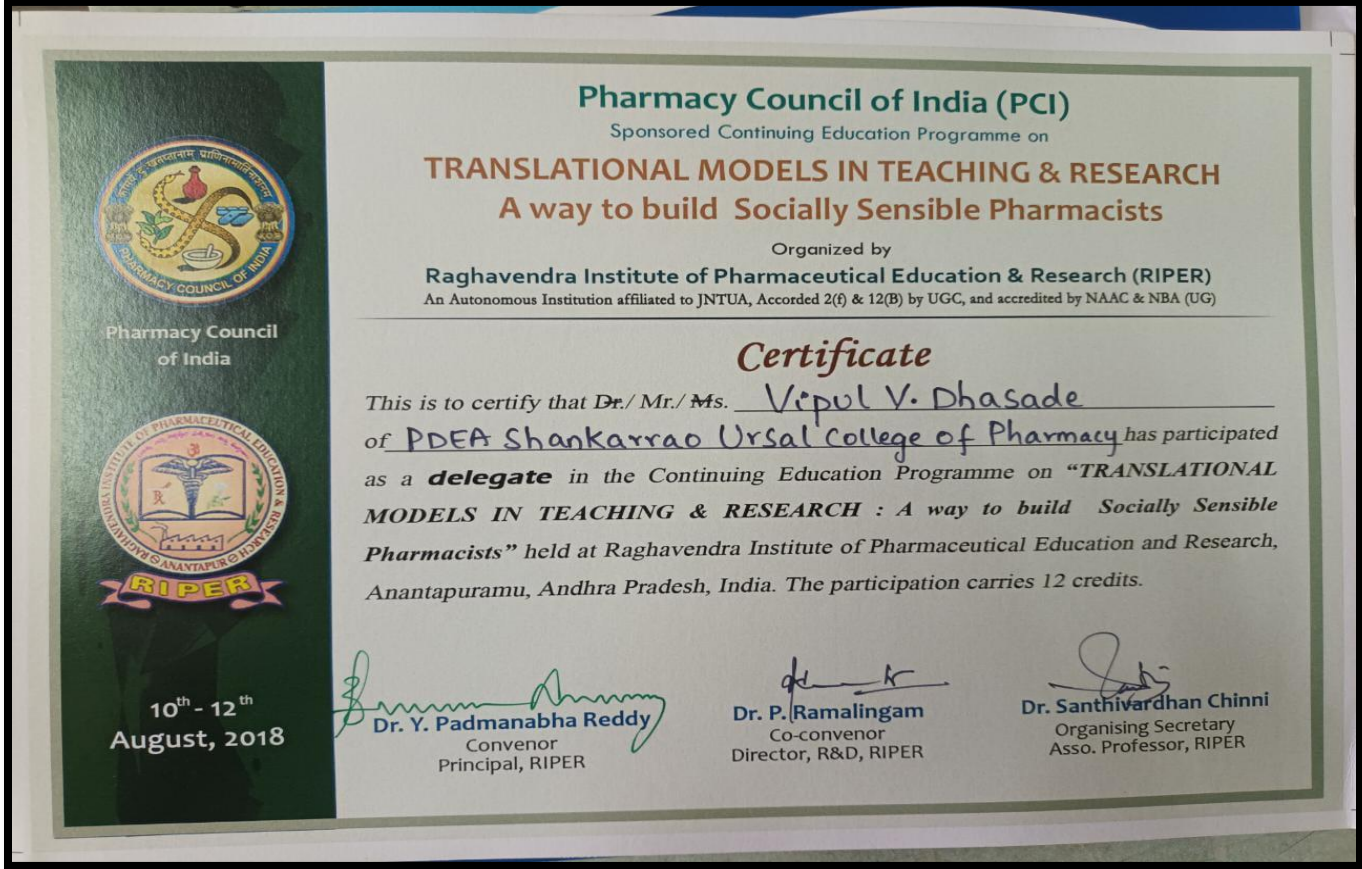 Pharmacy Council of India (PCI)
Sponsored Continuing Education Programme on
TRANSLATIONAL MODELS IN TEACHING & RESEARCH
A way to build Socially Sensible Pharmacists
Organized by
Raghavendra Institute of Pharmaceutical Education & Research (RIPER)
An Autonomous Institution affiliated to JNTUA, Accorded 2(f) & 12(B) by UGC, and accredited by NAAC & NBA (UG)
PHARMACY COUNCIL OF INDIA
Pharmacy Council
of India
RAGHAVENDRA INSTITUTE OF PHARMACEUTICAL EDUCATION & RESEARCH
ANANTAPUR
RIPER
10th - 12th
August, 2018
Certificate
This is to certify that Dr./ Mr./ Ms. Vipul V. Dhasade
of PDEA Shankarrao Ursal College of Pharmacy has participated
as a delegate in the Continuing Education Programme on “TRANSLATIONAL
MODELS IN TEACHING & RESEARCH : A way to build Socially Sensible
Pharmacists” held at Raghavendra Institute of Pharmaceutical Education and Research,
Anantapuramu, Andhra Pradesh, India. The participation carries 12 credits.
Dr. Y. Padmanabha Reddy
Convenor
Principal, RIPER
Dr. P. Ramalingam
Co-convenor
Director, R&D, RIPER
Dr. Santhivardhan Chinni
Organising Secretary
Asso. Professor, RIPER